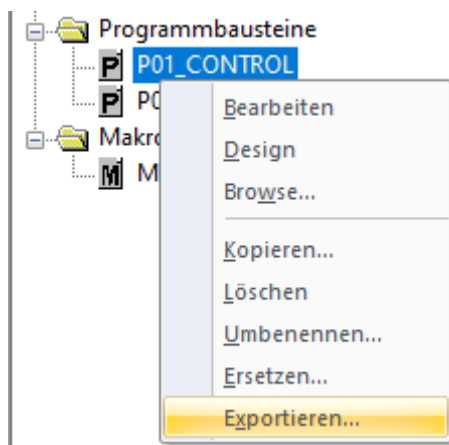 Programmbausteine
P P01_CONTROL
P P0
Makro
M M
Bearbeiten
Design
Browse...
Kopieren...
Löschen
Umbenennen...
Ersetzen...
Exportieren...